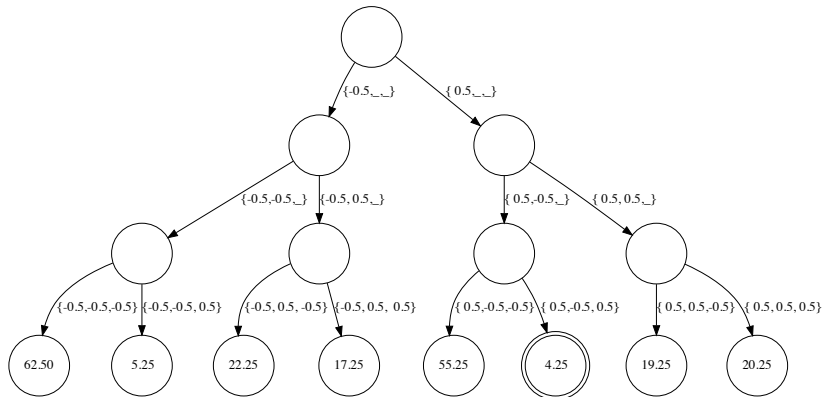 {-0.5,_,_}
{ 0.5,_,_}
{-0.5,-0.5,_}
{-0.5, 0.5,_}
{ 0.5,-0.5,_}
{ 0.5, 0.5,_}
{-0.5,-0.5,-0.5}
{-0.5,-0.5, 0.5}
{-0.5, 0.5, -0.5}
{-0.5, 0.5,  0.5}
{ 0.5,-0.5,-0.5}
{ 0.5,-0.5, 0.5}
{ 0.5, 0.5,-0.5}
{ 0.5, 0.5, 0.5}
62.50
5.25
22.25
17.25
55.25
4.25
19.25
20.25